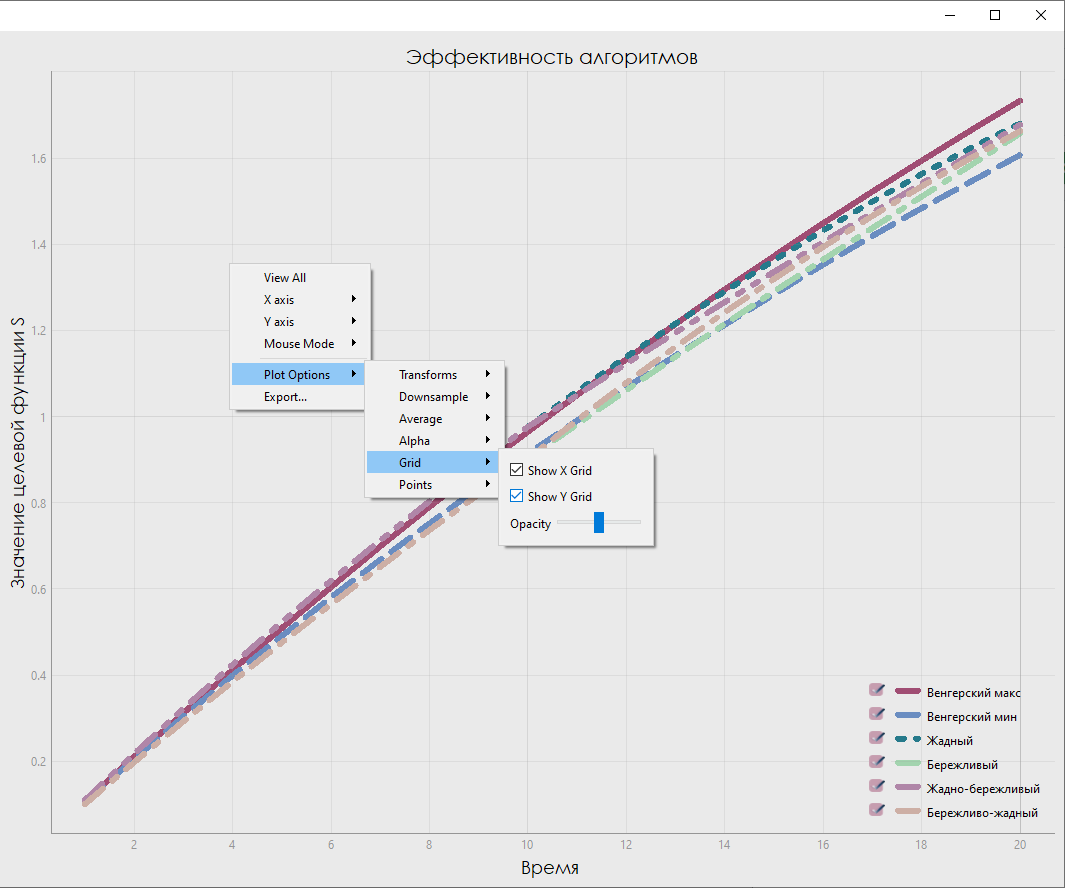 Эффективность алгоритмов
Значение целевой функции S
1.6
1.4
1.2
1
0.8
0.6
0.4
0.2
View All
X axis
Y axis
Mouse Mode
Plot Options
Export...
Transforms
Downsample
Average
Alpha
Grid
Points
Show X Grid
Show Y Grid
Opacity
Венгерский макс
Венгерский мин
Жадный
Бережливый
Жадно-бережливый
Бережливо-жадный
2 4 6 8 10 12 14 16 18 20
Время